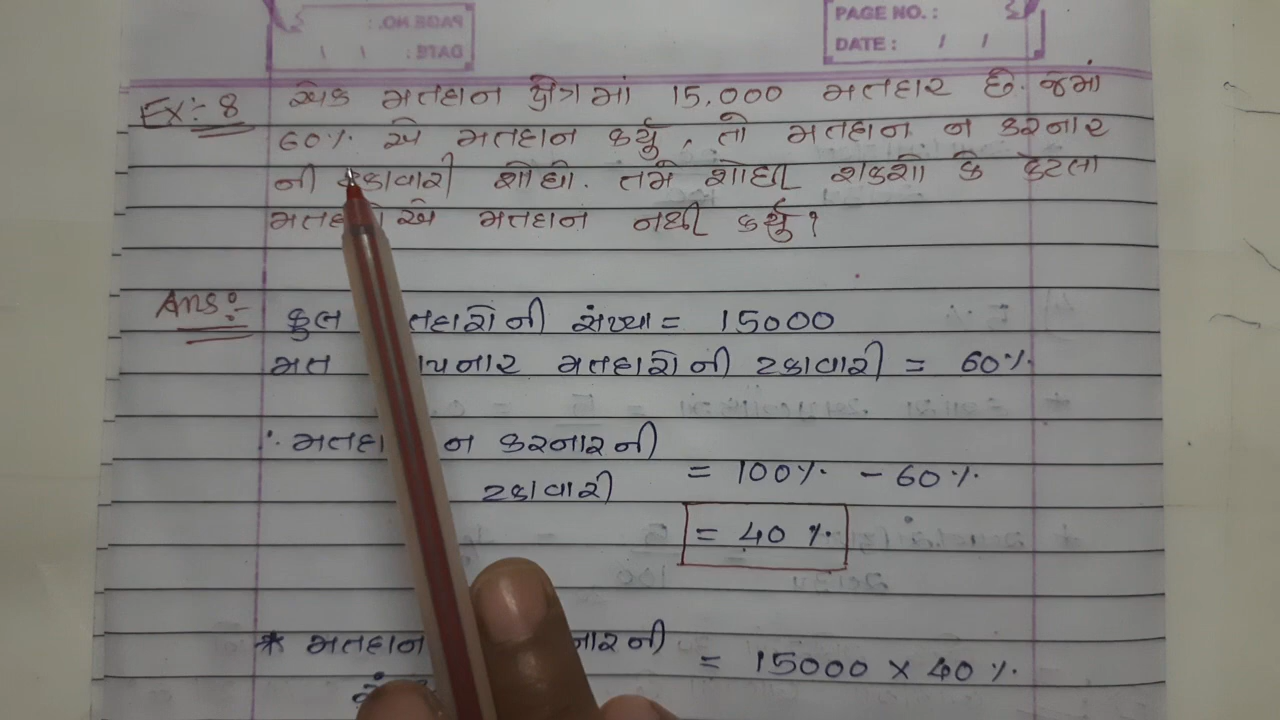 PAGE NO. :
DATE : / /
Ex:- 8 એક મતદાન ક્ષેત્રમાં 15,000 મતદાર છે. જેમાં
60% એ મતદાન કર્યુ, તો મતદાન ન કરનાર
ની ટકાવારી શોધો. તમે શોધી શકશો કે કેટલા
એ મતદાન નથી કર્યુ?
Ans:- કુલ સંખ્યા = 15000
મત મતદારોની ટકાવારી = 60%
∴ ન કરનારની
ટકાવારી = 100% - 60%
= 40 %
* મતદાન
= 15000 × 40 %